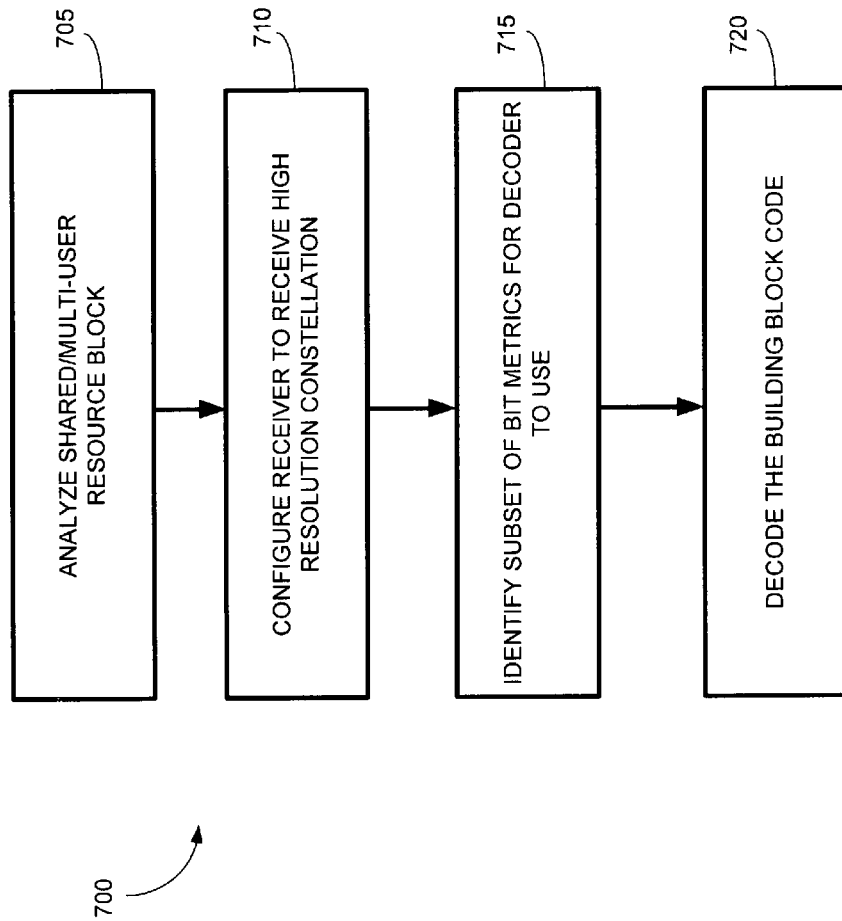 700
705
ANALYZE SHARED/MULTI-USER
RESOURCE BLOCK
710
CONFIGURE RECEIVER TO RECEIVE HIGH
RESOLUTION CONSTELLATION
715
IDENTIFY SUBSET OF BIT METRICS FOR DECODER
TO USE
720
DECODE THE BUILDING BLOCK CODE